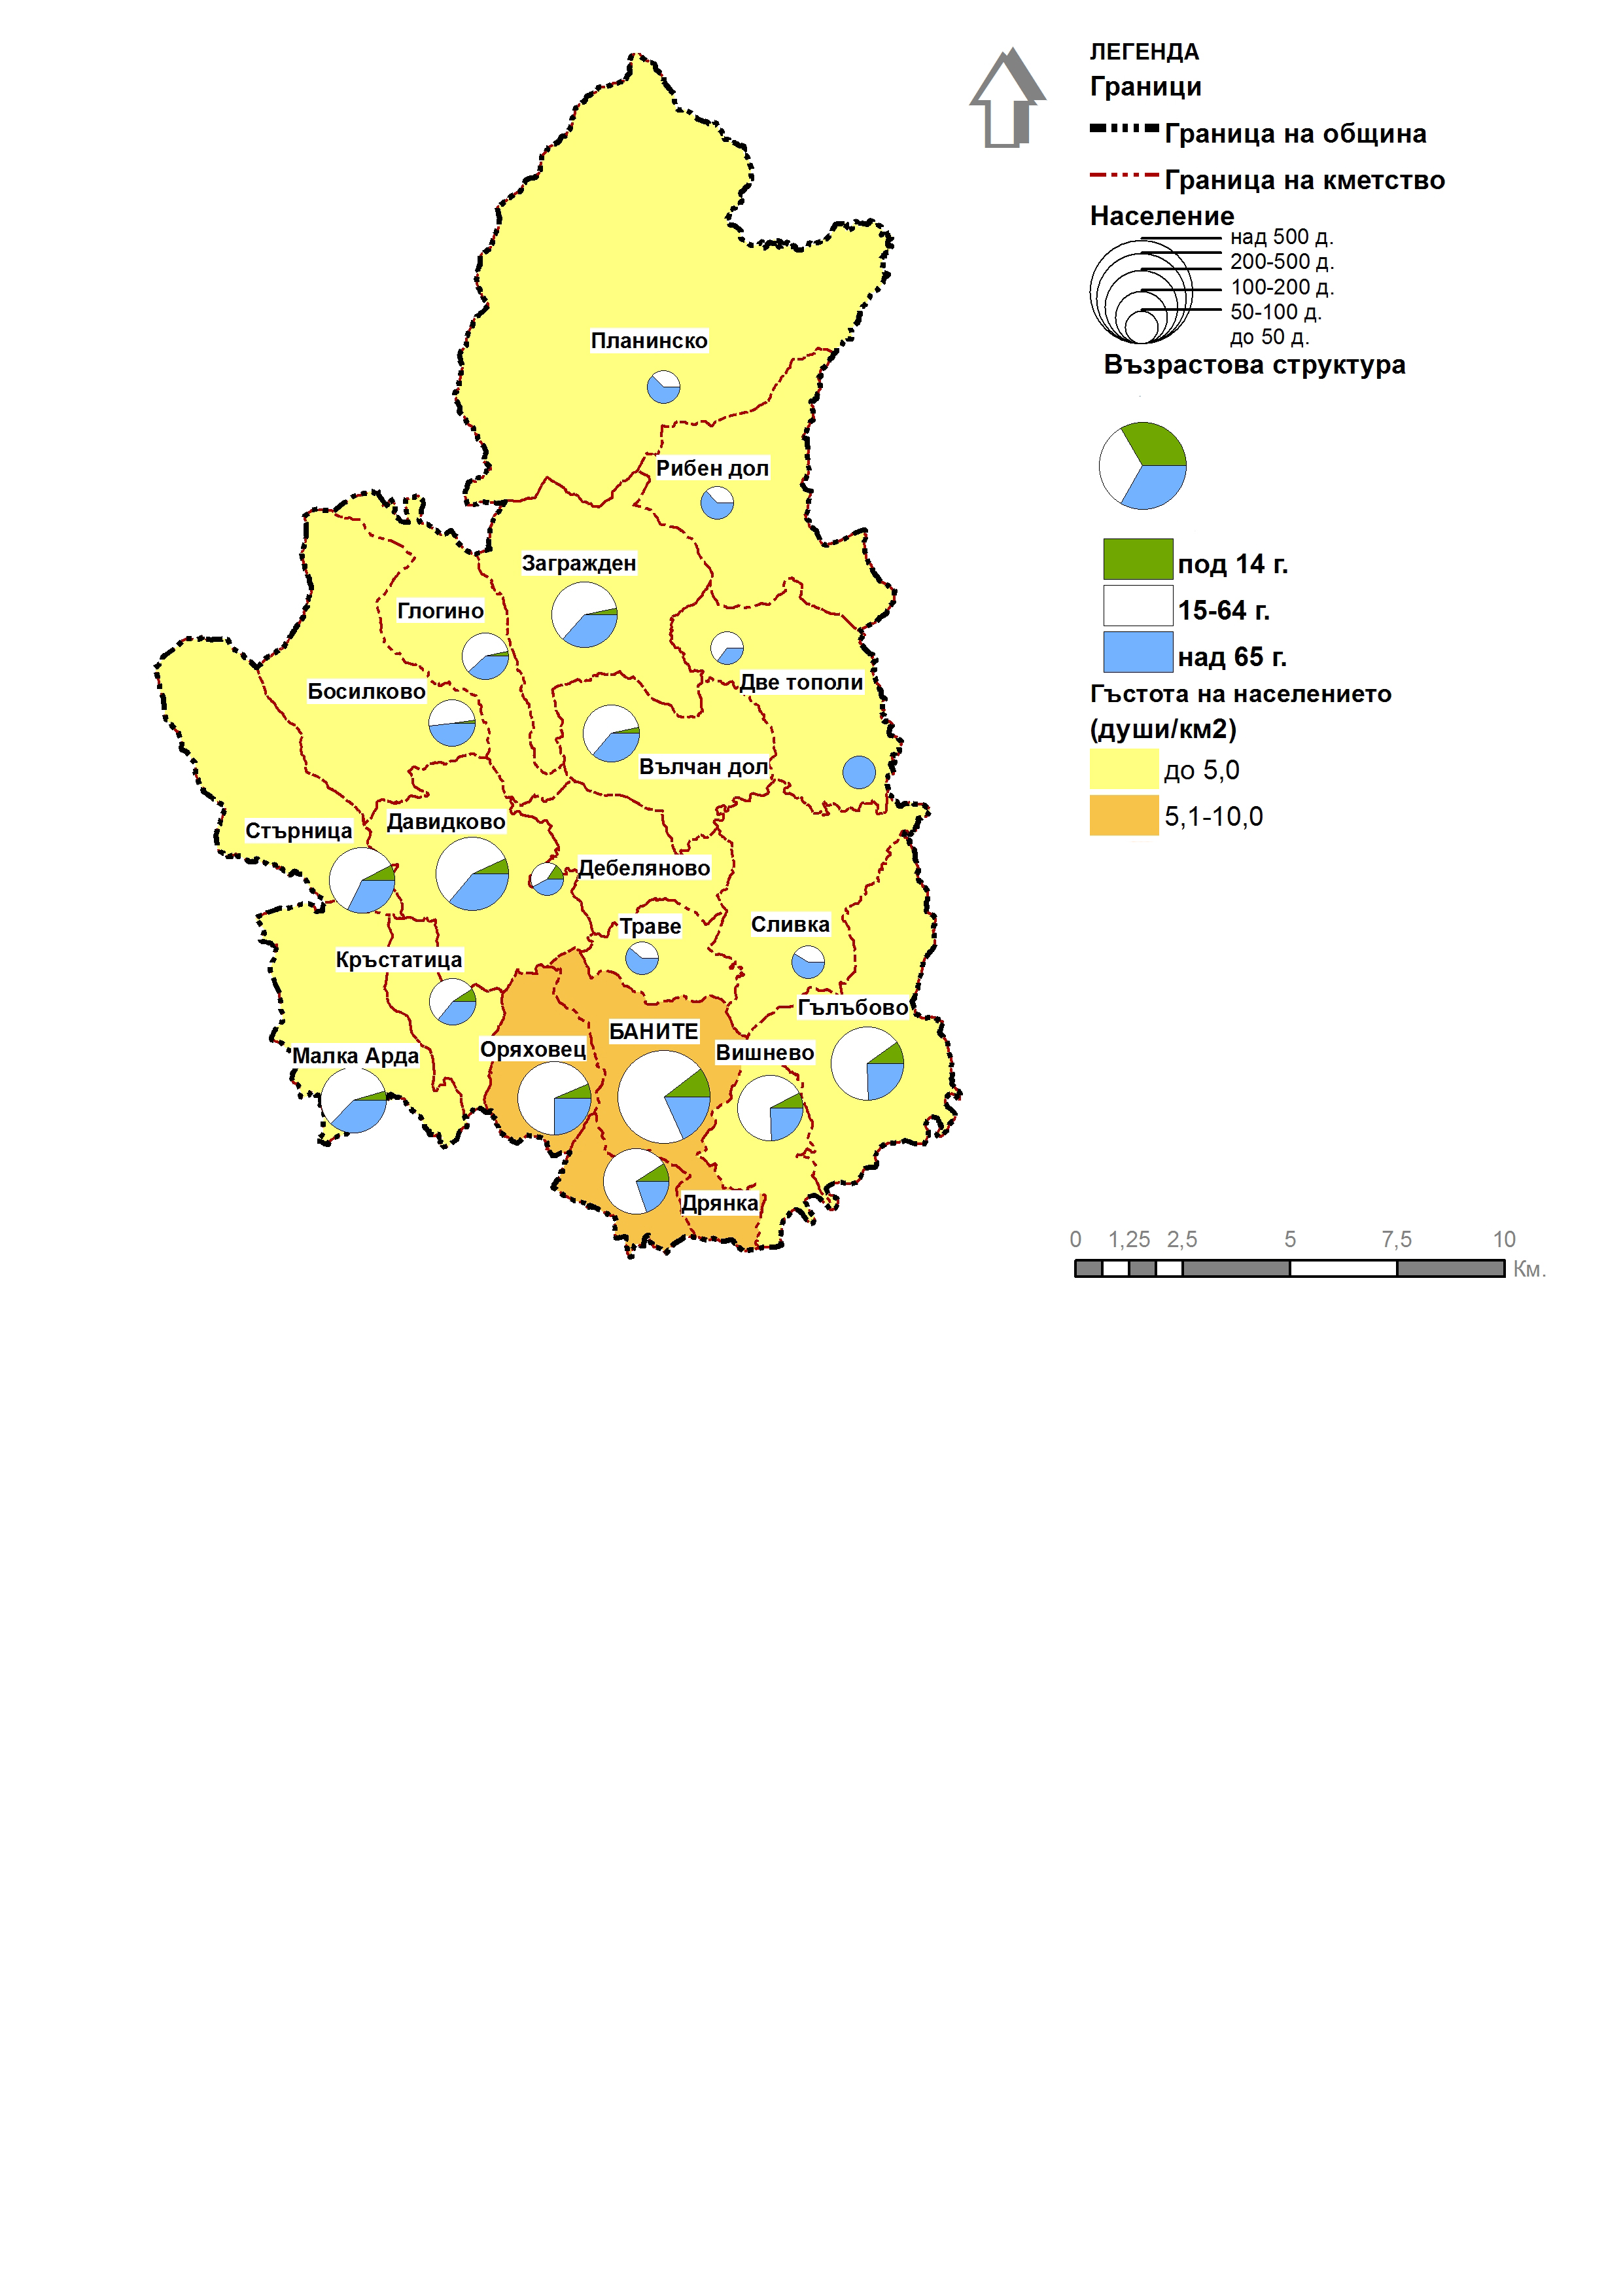 ЛЕГЕНДА
Граници
Граница на община
Граница на кметство
Население
над 500 д.
200-500 д.
100-200 д.
50-100 д.
до 50 д.
Възрастова структура
под 14 г.
15-64 г.
над 65 г.
Гъстота на населението
(души/км2)
до 5,0
5,1-10,0
Планинско
Рибен дол
Загражден
Глогино
Две тополи
Босилково
Вълчан дол
Давидково
Стърница
Дебеляново
Сливка
Траве
Кръстатица
Гълъбово
БАНИТЕ
Оряховец
Вишнево
Малка Арда
Дрянка
0 1,25 2,5 5 7,5 10
Км.